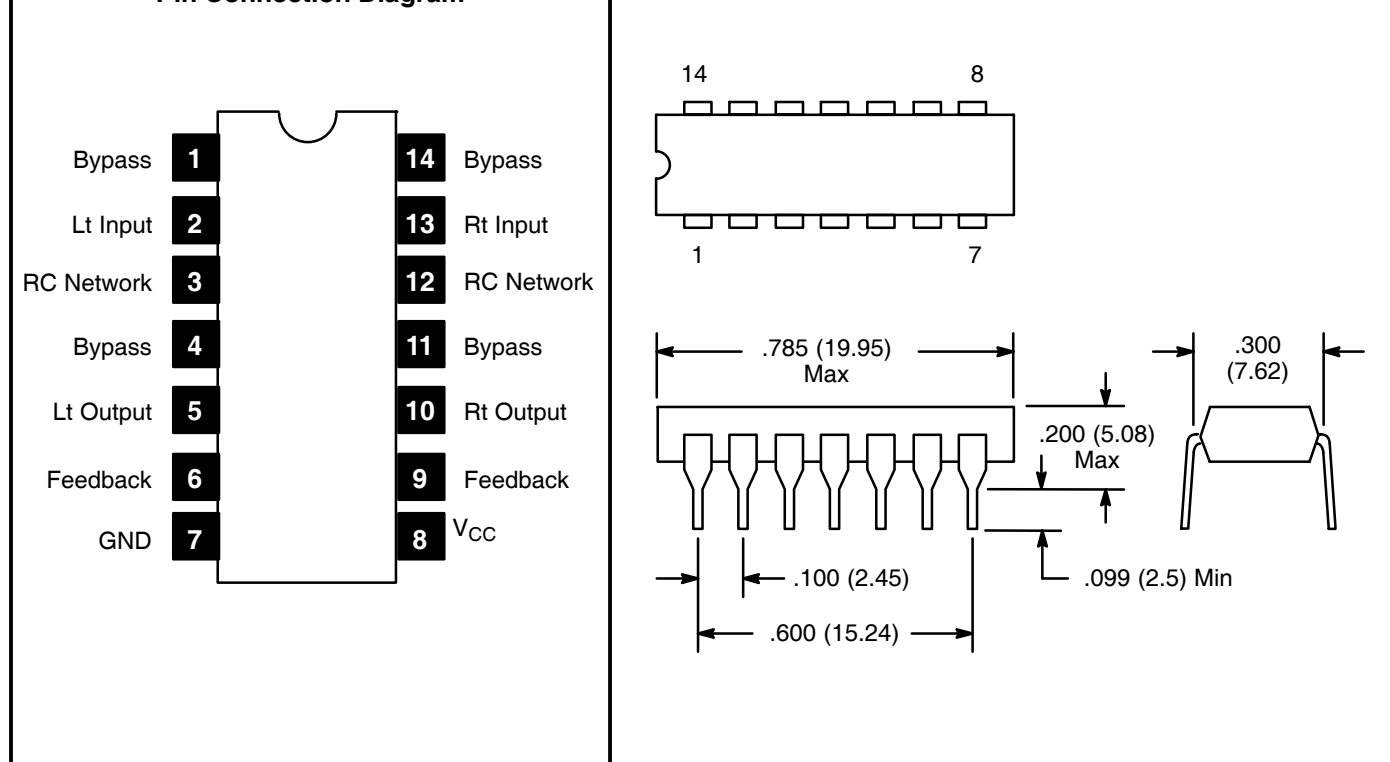 Pin Connection Diagram
Bypass 1 14 Bypass
Lt Input 2 13 Rt Input
RC Network 3 12 RC Network
Bypass 4 11 Bypass
Lt Output 5 10 Rt Output
Feedback 6 9 Feedback
GND 7 8 VCC
14 8
1 7
.785 (19.95)
Max
.300
(7.62)
.200 (5.08)
Max
.100 (2.45)
.099 (2.5) Min
.600 (15.24)